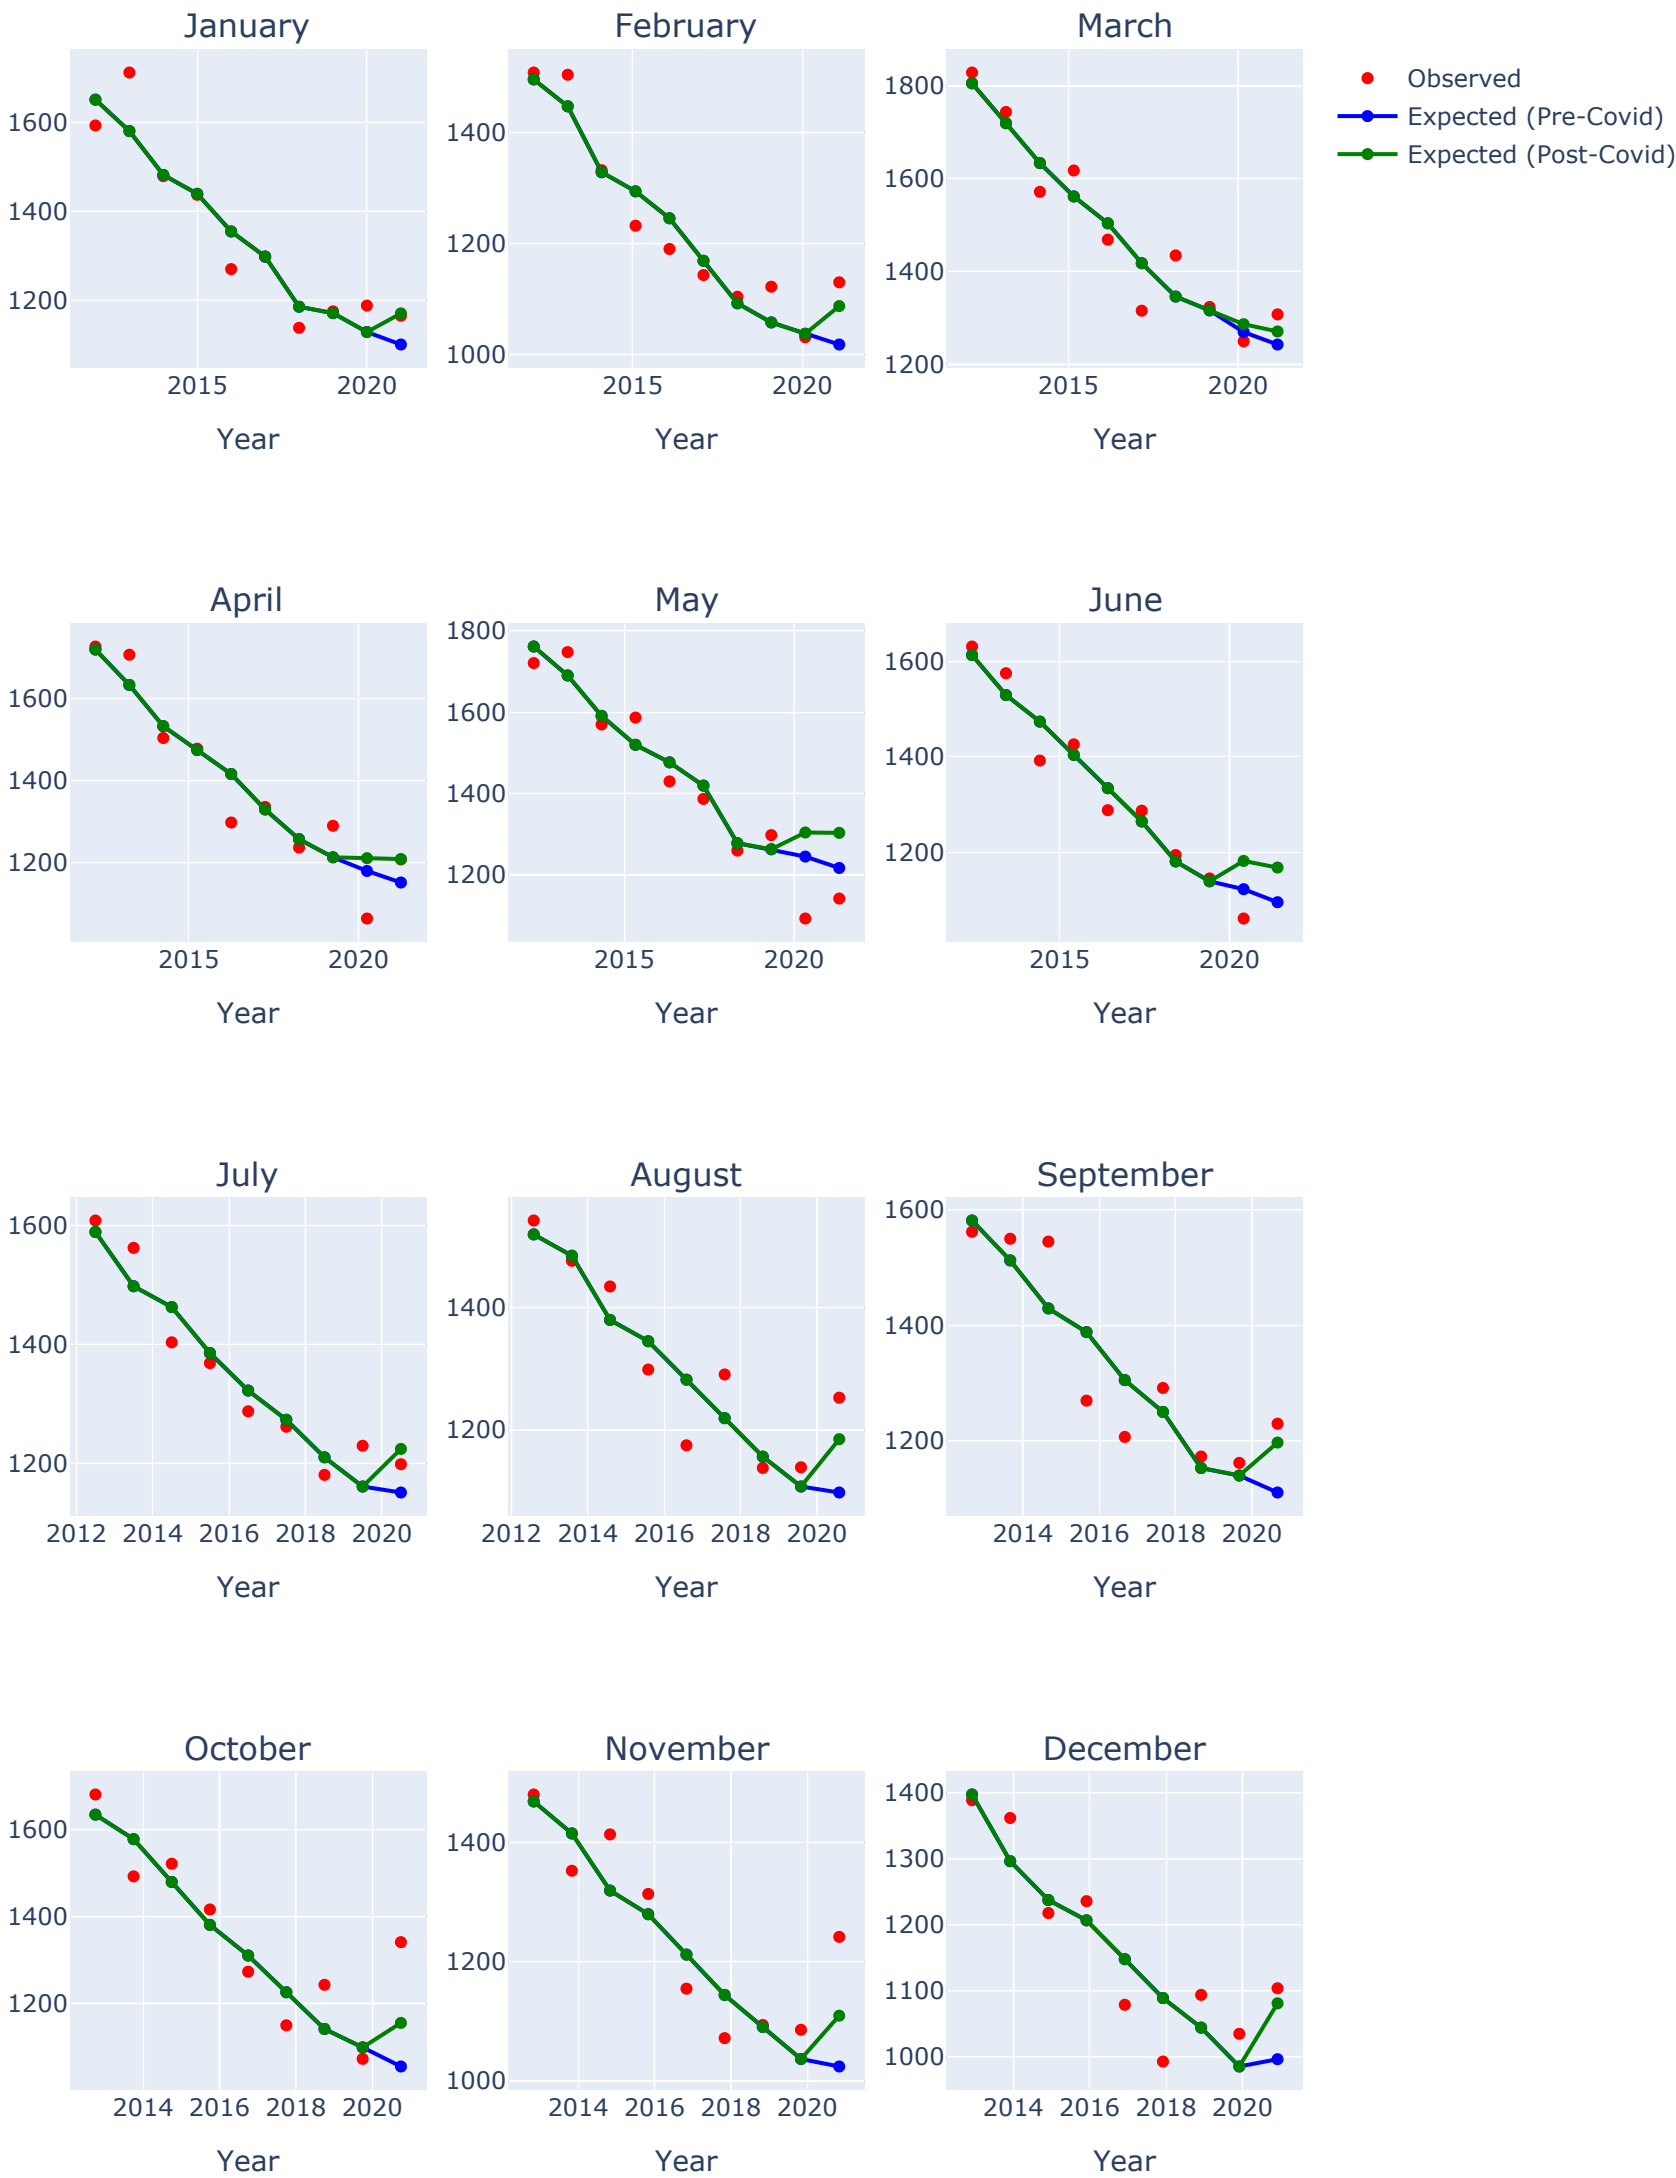 January
February
March
Observed
Expected (Pre-Covid)
Expected (Post-Covid)
1600
1400
1200
2015
2020
Year
1400
1200
1000
2015
2020
Year
1800
1600
1400
1200
2015
2020
Year
April
May
June
1600
1400
1200
2015
2020
Year
1800
1600
1400
1200
2015
2020
Year
1600
1400
1200
2015
2020
Year
July
August
September
1600
1400
1200
2012 2014 2016 2018 2020
Year
1400
1200
2012 2014 2016 2018 2020
Year
1600
1400
1200
2014 2016 2018 2020
Year
October
November
December
1600
1400
1200
2014 2016 2018 2020
Year
1400
1200
1000
2014 2016 2018 2020
Year
1400
1300
1200
1100
1000
2014 2016 2018 2020
Year